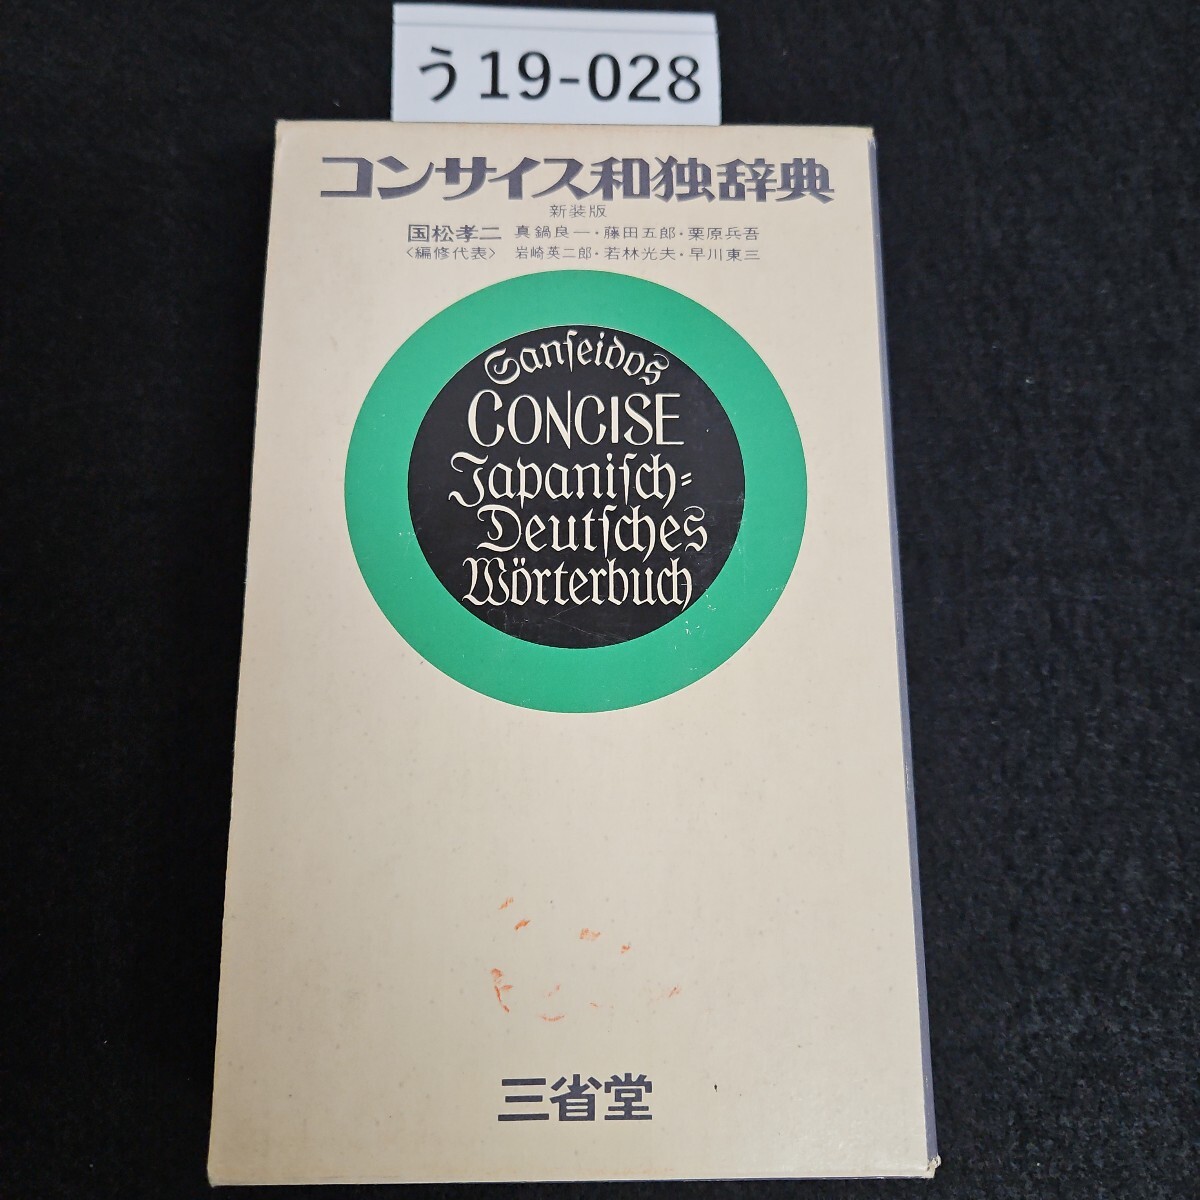 う19-028
コンサイス和独辞典
新装版
国松孝二 真鍋良一・藤田五郎・栗原兵吾
〈編修代表〉 岩崎英二郎・若林光夫・早川東三
Sanſeidos
CONCISE
Japaniſch=
Deutſches
Wörterbuch
三省堂